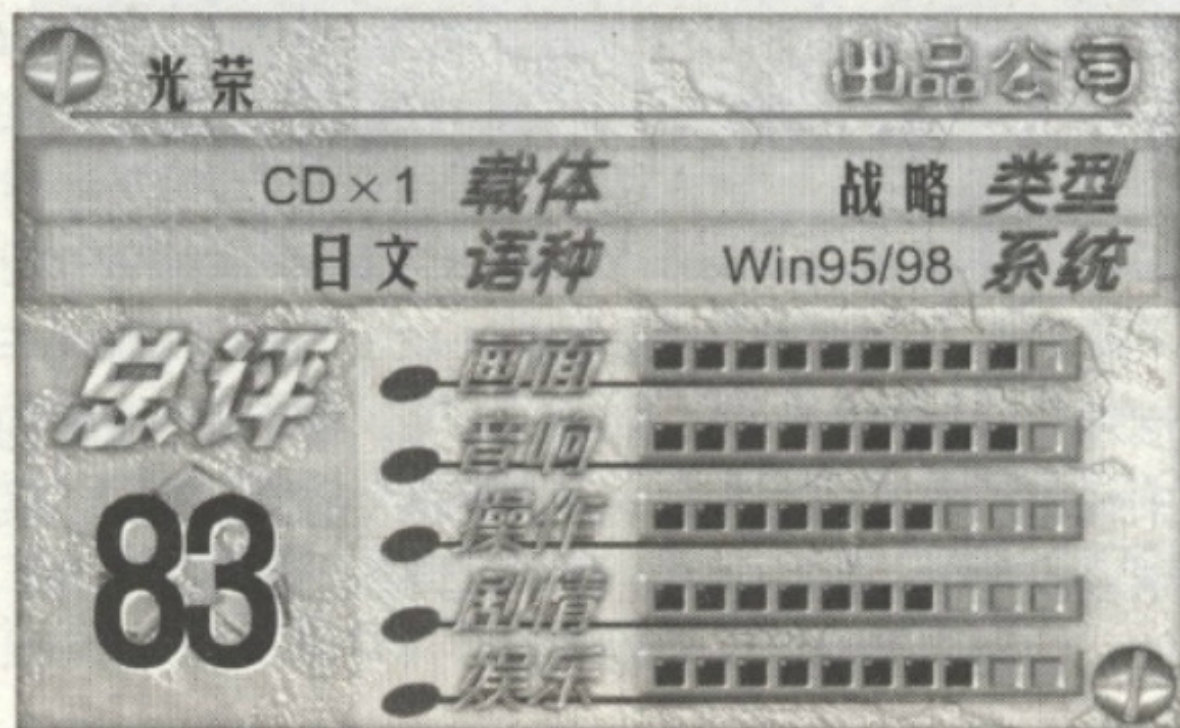 光荣 出品公司
CD×1 载体 战略 类型
日文 语种 Win95/98 系统
总评
83
画面
音响
操作
剧情
娱乐